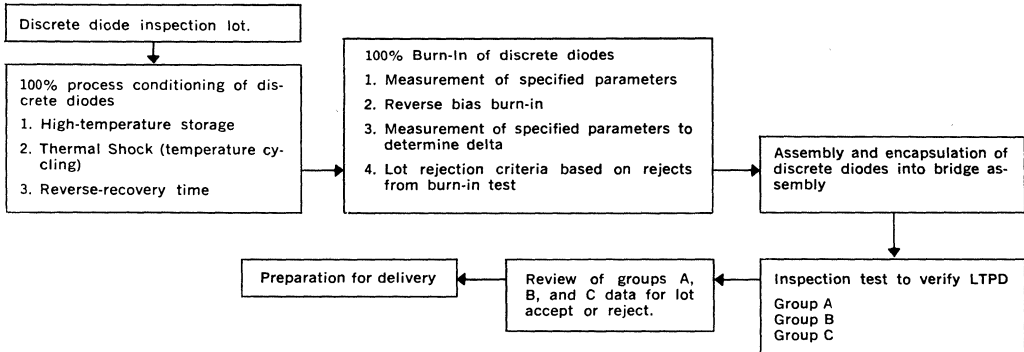 Discrete diode inspection lot.
100% process conditioning of dis-
crete diodes
1. High-temperature storage
2. Thermal Shock (temperature cy-
cling)
3. Reverse-recovery time
100% Burn-In of discrete diodes
1. Measurement of specified parameters
2. Reverse bias burn-in
3. Measurement of specified parameters to
determine delta
4. Lot rejection criteria based on rejects
from burn-in test
Assembly and encapsulation of
discrete diodes into bridge as-
sembly
Inspection test to verify LTPD
Group A
Group B
Group C
Review of groups A,
B, and C data for lot
accept or reject.
Preparation for delivery